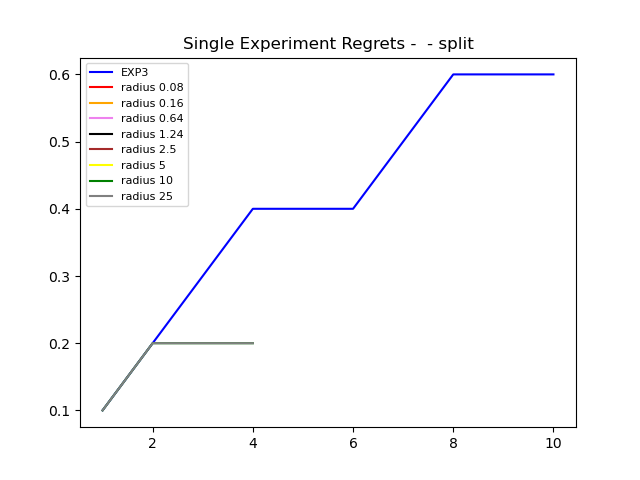 Single Experiment Regrets -  - split
EXP3
radius 0.08
radius 0.16
radius 0.64
radius 1.24
radius 2.5
radius 5
radius 10
radius 25
0.6
0.5
0.4
0.3
0.2
0.1
2
4
6
8
10